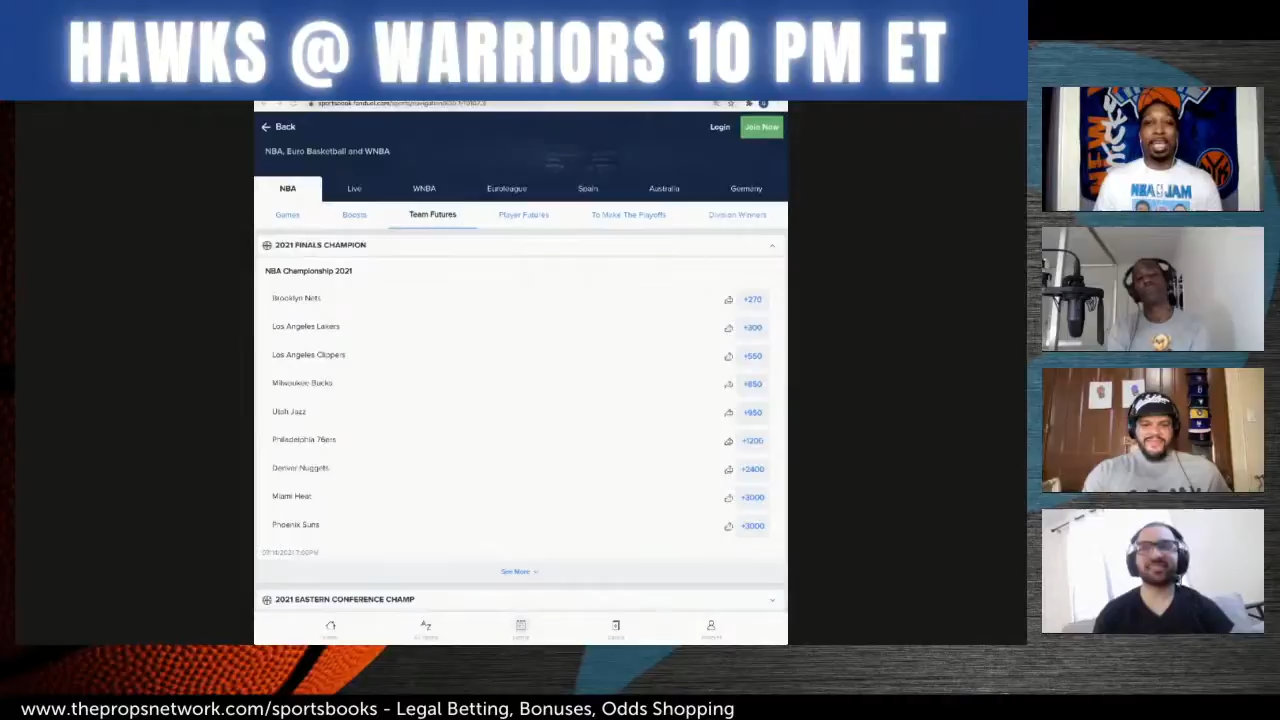 HAWKS @ WARRIORS 10 PM ET
Back
Login
Join Now
NBA, Euro Basketball and WNBA
NBA
Live
WNBA
Euroleague
Spain
Australia
Germany
Games
Boosts
Team Futures
Player Futures
To Make The Playoffs
Division Winners
2021 FINALS CHAMPION
NBA Championship 2021
Brooklyn Nets +270
Los Angeles Lakers +300
Los Angeles Clippers +550
Milwaukee Bucks +850
Utah Jazz +950
Philadelphia 76ers +1200
Denver Nuggets +2400
Miami Heat +3000
Phoenix Suns +3000
See More
2021 EASTERN CONFERENCE CHAMP
NEW
NBA JAM
www.thepropsnetwork.com/sportsbooks - Legal Betting, Bonuses, Odds Shopping